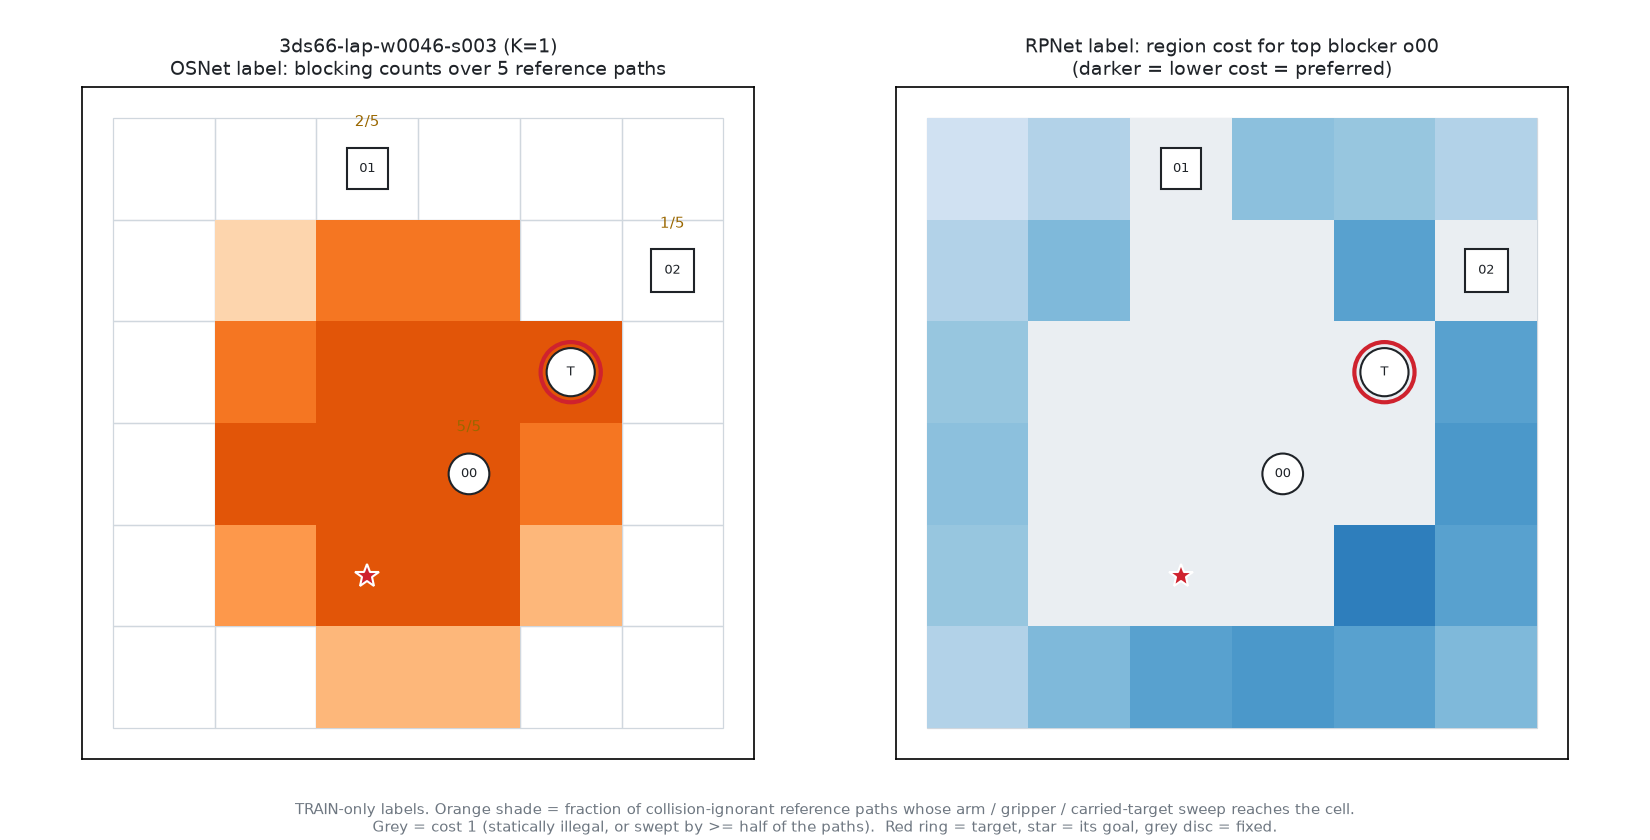 3ds66-lap-w0046-s003 (K=1)
OSNet label: blocking counts over 5 reference paths
2/5
01
1/5
02
T
5/5
00
RPNet label: region cost for top blocker o00
(darker = lower cost = preferred)
01
02
T
00
TRAIN-only labels. Orange shade = fraction of collision-ignorant reference paths whose arm / gripper / carried-target sweep reaches the cell.
Grey = cost 1 (statically illegal, or swept by >= half of the paths).  Red ring = target, star = its goal, grey disc = fixed.